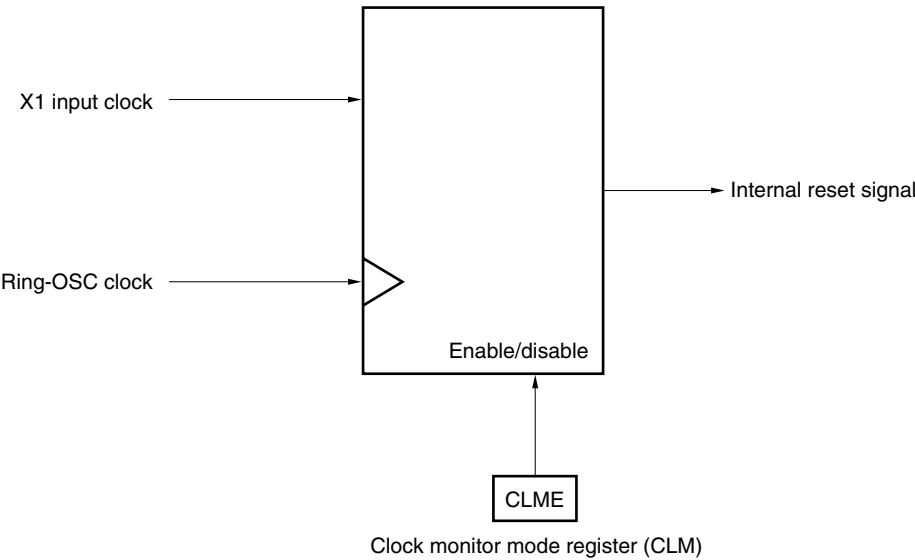 X1 input clock
Internal reset signal
Ring-OSC clock
Enable/disable
CLME
Clock monitor mode register (CLM)